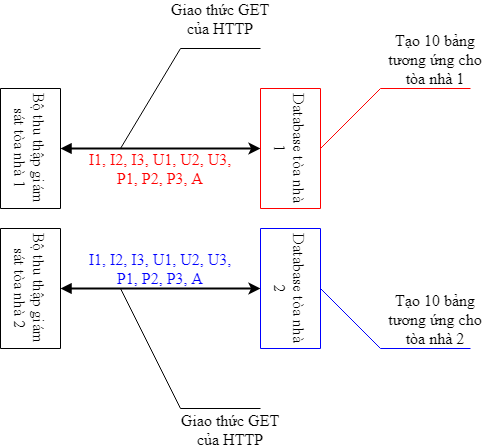 Giao thức GET
của HTTP
Tạo 10 bảng
tương ứng cho
tòa nhà 1
Bộ thu thập giám
sát tòa nhà 1
I1, I2, I3, U1, U2, U3,
P1, P2, P3, A
Database tòa nhà
1
Bộ thu thập giám
sát tòa nhà 2
I1, I2, I3, U1, U2, U3,
P1, P2, P3, A
Database tòa nhà
2
Tạo 10 bảng
tương ứng cho
tòa nhà 2
Giao thức GET
của HTTP